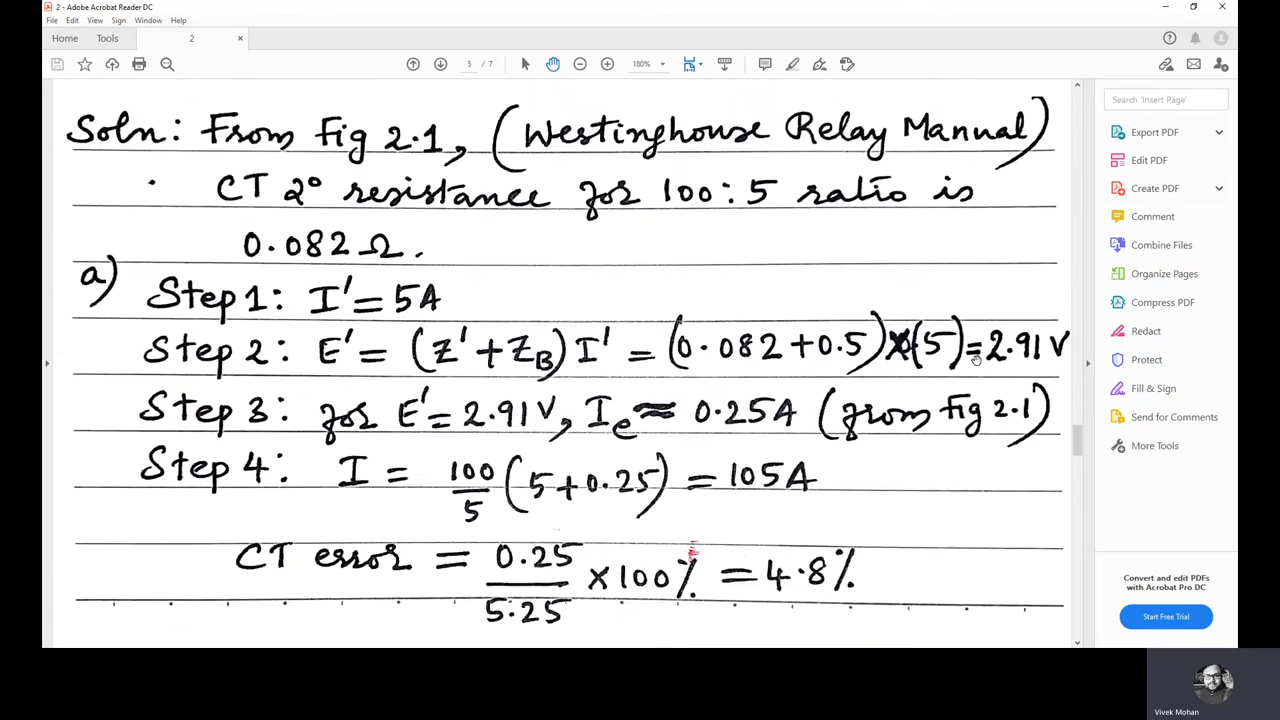 2 - Adobe Acrobat Reader DC
File Edit View Sign Window Help
Home Tools 2
5 / 7 180%
Search 'Insert Page'
Export PDF
Edit PDF
Create PDF
Comment
Combine Files
Organize Pages
Compress PDF
Redact
Protect
Fill & Sign
Send for Comments
More Tools
Convert and edit PDFs
with Acrobat Pro DC
Start Free Trial
Soln: From Fig 2.1, (Westinghouse Relay Manual)
CT 2° resistance for 100:5 ratio is
0.082 Ω.
a)
Step 1: I' = 5A
Step 2: E' = (Z' + Z_B) I' = (0.082 + 0.5) (5) = 2.91 V
Step 3: for E' = 2.91 V, I_e ≈ 0.25A (from fig 2.1)
Step 4: I = 100/5 (5+0.25) = 105A
CT error = 0.25/5.25 × 100% = 4.8%
Vivek Mohan